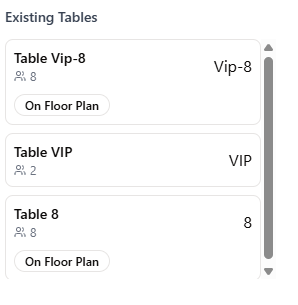 Existing Tables
Table Vip-8
Vip-8
8
On Floor Plan
Table VIP
VIP
2
Table 8
8
8
On Floor Plan